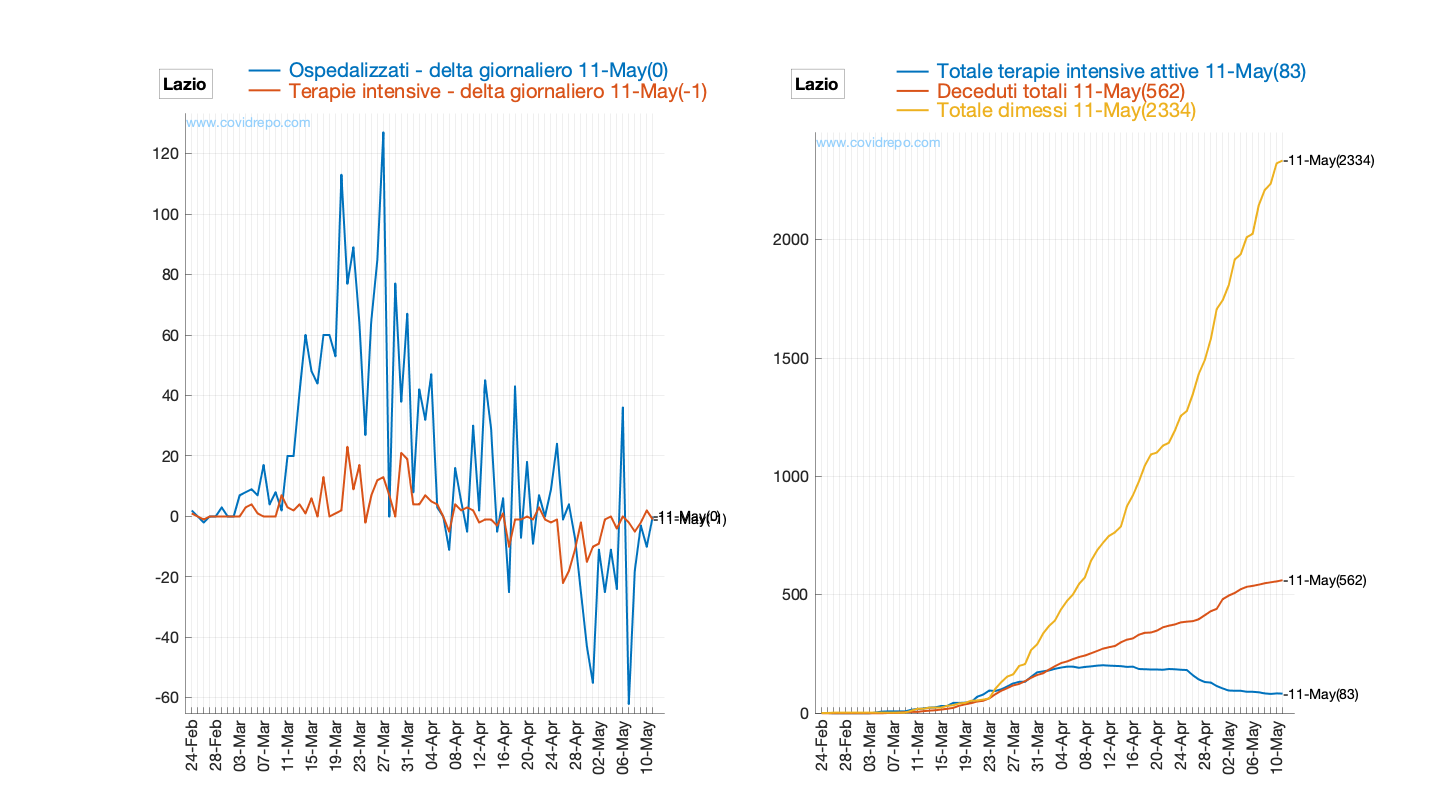 Lazio
Ospedalizzati - delta giornaliero 11-May(0)
Terapie intensive - delta giornaliero 11-May(-1)
www.covidrepo.com
120
100
80
60
40
20
0
-20
-40
-60
-11-May(0)
-11-May(-1)
24-Feb
28-Feb
03-Mar
07-Mar
11-Mar
15-Mar
19-Mar
23-Mar
27-Mar
31-Mar
04-Apr
08-Apr
12-Apr
16-Apr
20-Apr
24-Apr
28-Apr
02-May
06-May
10-May
Lazio
Totale terapie intensive attive 11-May(83)
Deceduti totali 11-May(562)
Totale dimessi 11-May(2334)
www.covidrepo.com
2000
1500
1000
500
0
-11-May(2334)
-11-May(562)
-11-May(83)
24-Feb
28-Feb
03-Mar
07-Mar
11-Mar
15-Mar
19-Mar
23-Mar
27-Mar
31-Mar
04-Apr
08-Apr
12-Apr
16-Apr
20-Apr
24-Apr
28-Apr
02-May
06-May
10-May